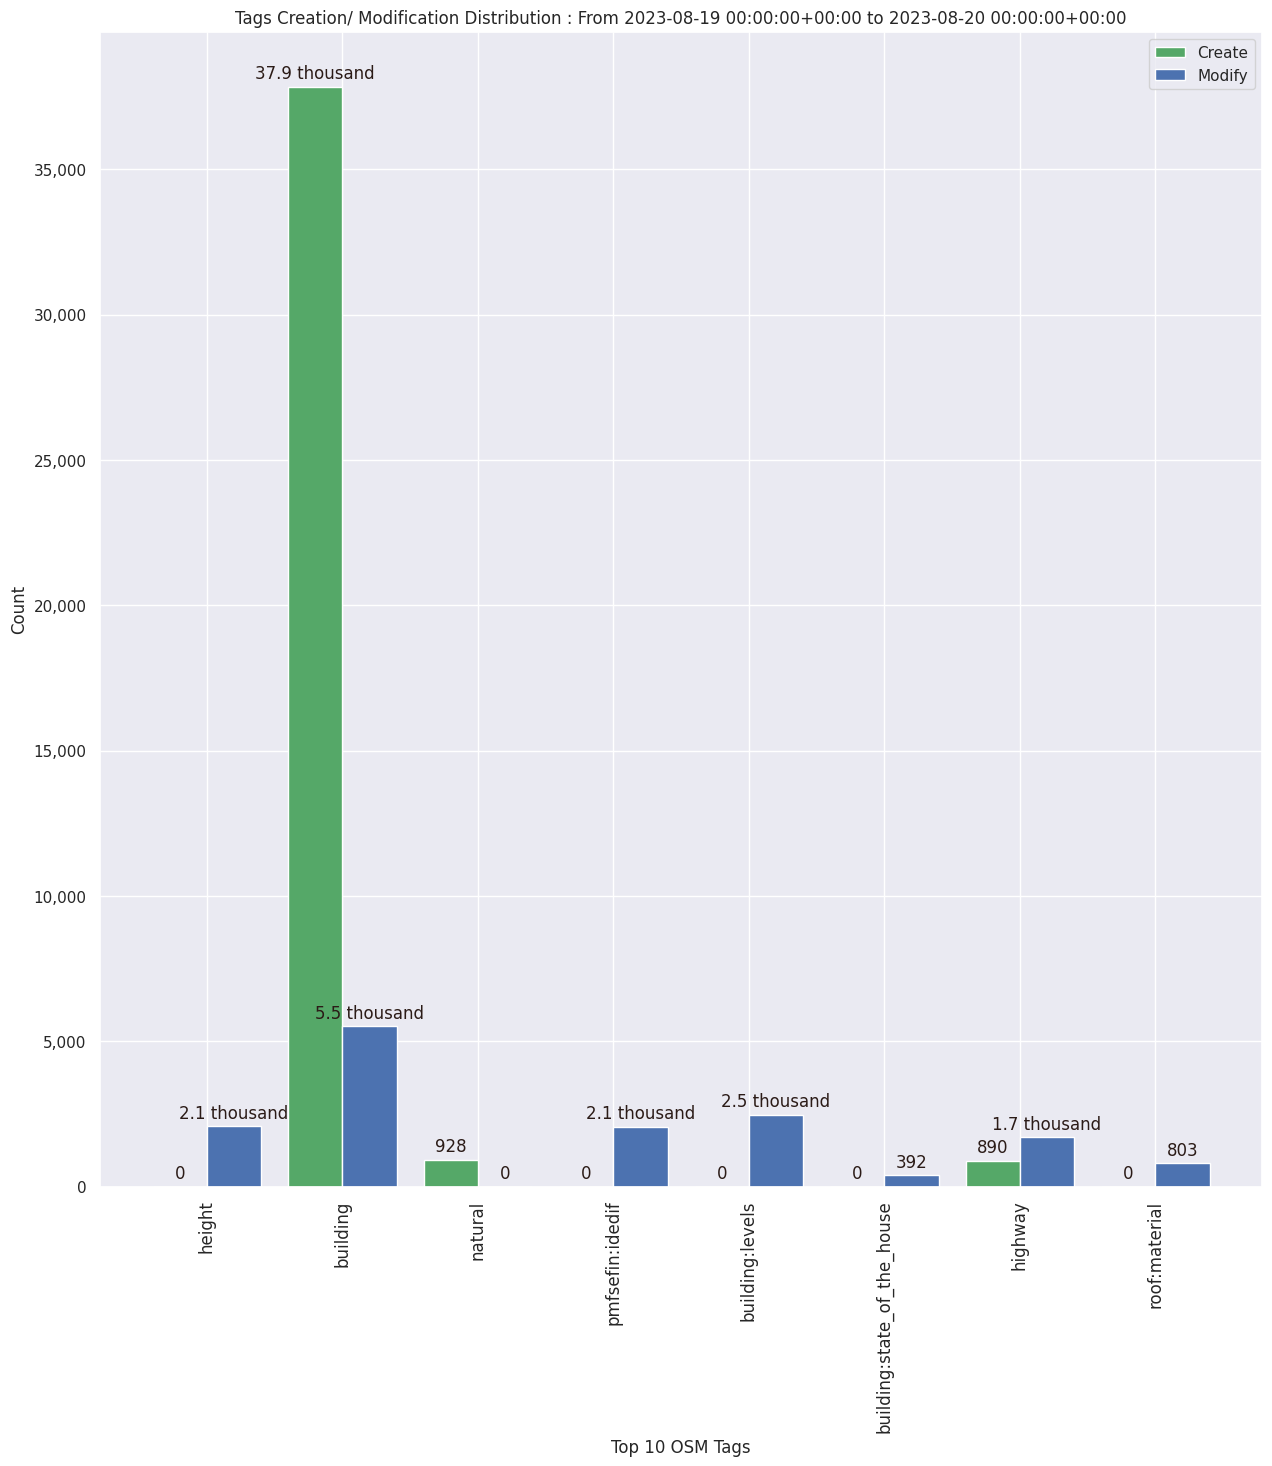 Tags Creation/ Modification Distribution : From 2023-08-19 00:00:00+00:00 to 2023-08-20 00:00:00+00:00
Create
Modify
37.9 thousand
35,000
30,000
25,000
20,000
15,000
10,000
5,000
0
Count
5.5 thousand
2.1 thousand
0
928
0
2.1 thousand
0
2.5 thousand
0
392
0
890
1.7 thousand
803
0
height
building
natural
pmfsefin:idedif
building:levels
building:state_of_the_house
highway
roof:material
Top 10 OSM Tags